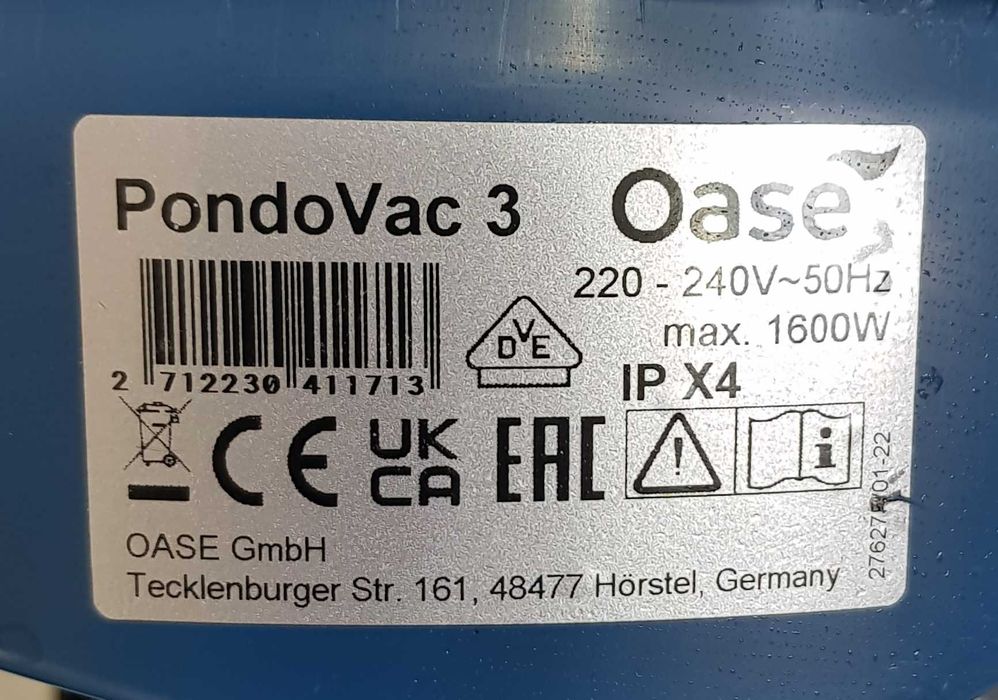 PondoVac 3
Oase
220 - 240V~50Hz
max. 1600W
2 712230 411713
DVE
IP X4
CE
UK
CA
EAC
i
OASE GmbH
Tecklenburger Str. 161, 48477 Hörstel, Germany